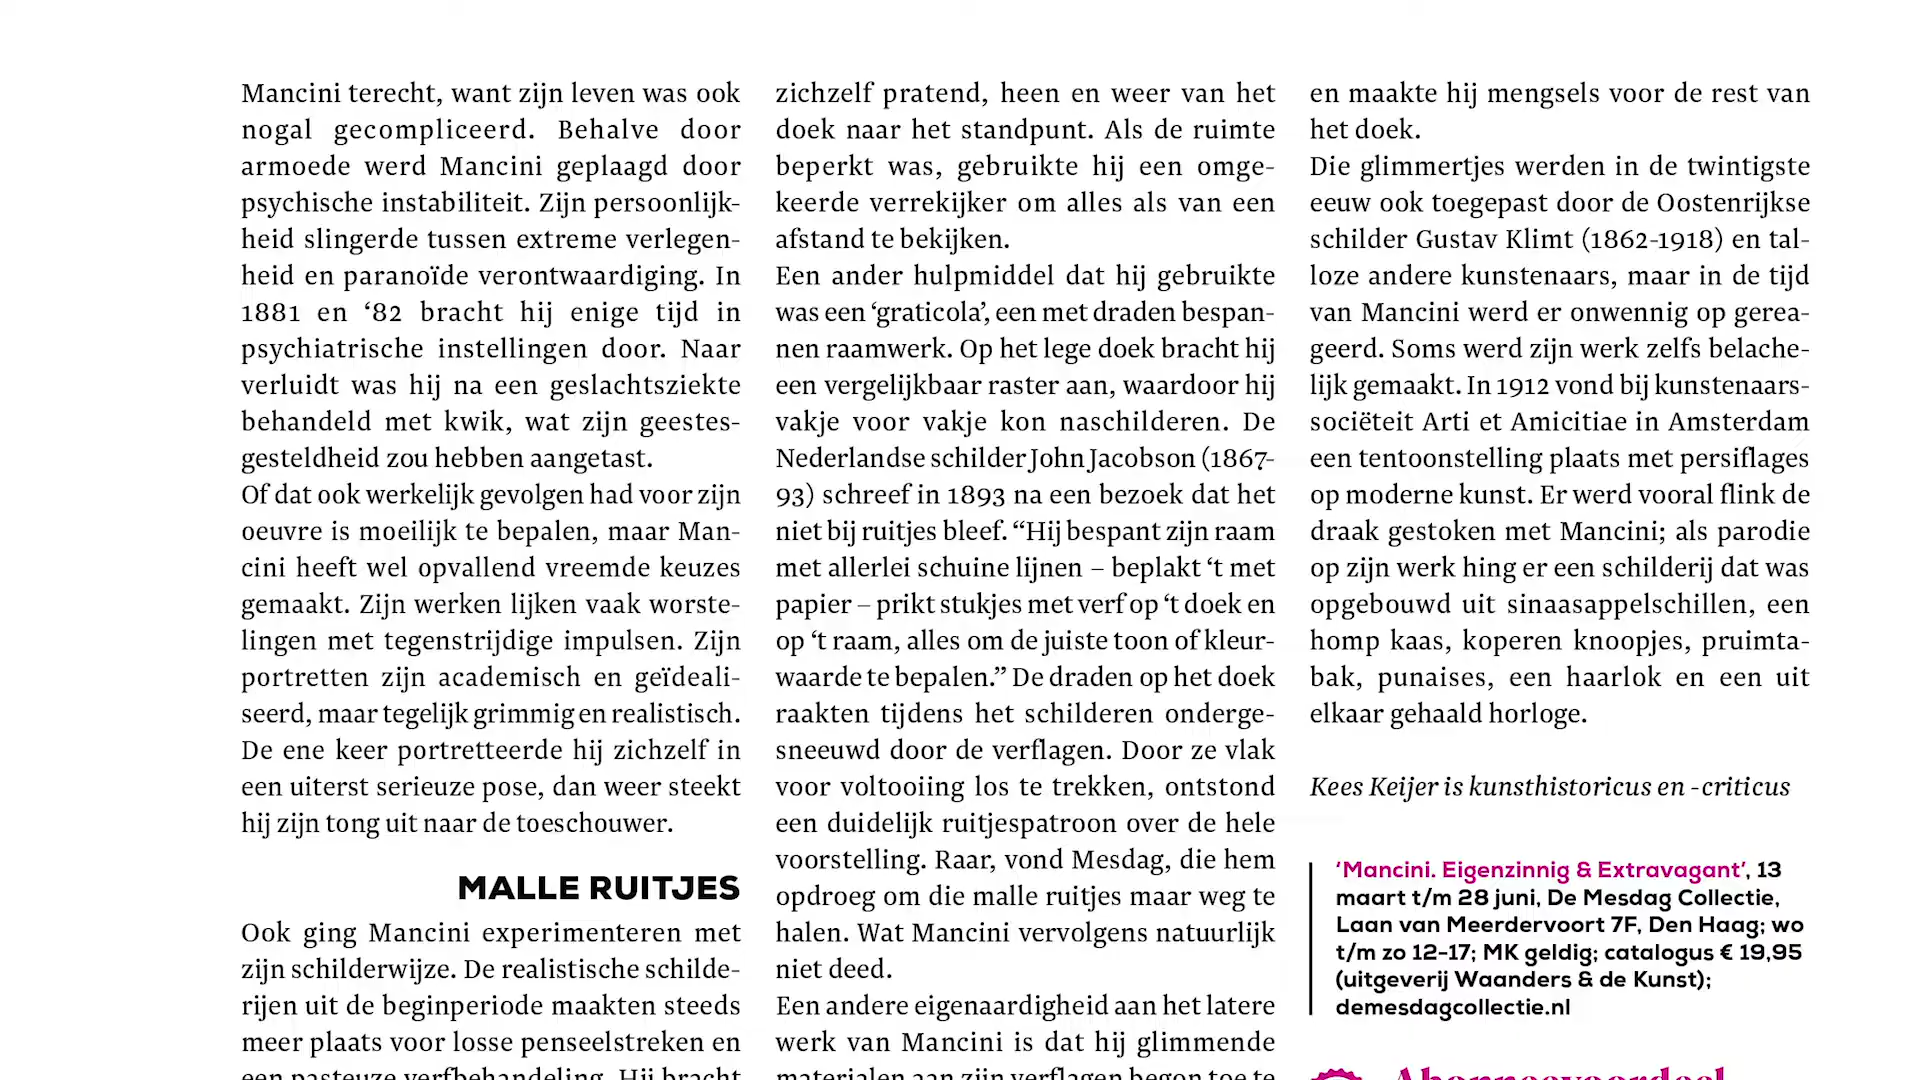 Mancini terecht, want zijn leven was ook
nogal gecompliceerd. Behalve door
armoede werd Mancini geplaagd door
psychische instabiliteit. Zijn persoonlijk-
heid slingerde tussen extreme verlegen-
heid en paranoïde verontwaardiging. In
1881 en ‘82 bracht hij enige tijd in
psychiatrische instellingen door. Naar
verluidt was hij na een geslachtsziekte
behandeld met kwik, wat zijn geestes-
gesteldheid zou hebben aangetast.
Of dat ook werkelijk gevolgen had voor zijn
oeuvre is moeilijk te bepalen, maar Man-
cini heeft wel opvallend vreemde keuzes
gemaakt. Zijn werken lijken vaak worste-
lingen met tegenstrijdige impulsen. Zijn
portretten zijn academisch en geïdeali-
seerd, maar tegelijk grimmig en realistisch.
De ene keer portretteerde hij zichzelf in
een uiterst serieuze pose, dan weer steekt
hij zijn tong uit naar de toeschouwer.
MALLE RUITJES
Ook ging Mancini experimenteren met
zijn schilderwijze. De realistische schilde-
rijen uit de beginperiode maakten steeds
meer plaats voor losse penseelstreken en
een pasteuze verfbehandeling. Hij bracht
zichzelf pratend, heen en weer van het
doek naar het standpunt. Als de ruimte
beperkt was, gebruikte hij een omge-
keerde verrekijker om alles als van een
afstand te bekijken.
Een ander hulpmiddel dat hij gebruikte
was een ‘graticola’, een met draden bespan-
nen raamwerk. Op het lege doek bracht hij
een vergelijkbaar raster aan, waardoor hij
vakje voor vakje kon naschilderen. De
Nederlandse schilder John Jacobson (1867-
93) schreef in 1893 na een bezoek dat het
niet bij ruitjes bleef. “Hij bespant zijn raam
met allerlei schuine lijnen – beplakt ‘t met
papier – prikt stukjes met verf op ‘t doek en
op ‘t raam, alles om de juiste toon of kleur-
waarde te bepalen.” De draden op het doek
raakten tijdens het schilderen onderge-
sneeuwd door de verflagen. Door ze vlak
voor voltooiing los te trekken, ontstond
een duidelijk ruitjespatroon over de hele
voorstelling. Raar, vond Mesdag, die hem
opdroeg om die malle ruitjes maar weg te
halen. Wat Mancini vervolgens natuurlijk
niet deed.
Een andere eigenaardigheid aan het latere
werk van Mancini is dat hij glimmende
materialen aan zijn verflagen begon toe te
en maakte hij mengsels voor de rest van
het doek.
Die glimmertjes werden in de twintigste
eeuw ook toegepast door de Oostenrijkse
schilder Gustav Klimt (1862-1918) en tal-
loze andere kunstenaars, maar in de tijd
van Mancini werd er onwennig op gerea-
geerd. Soms werd zijn werk zelfs belache-
lijk gemaakt. In 1912 vond bij kunstenaars-
sociëteit Arti et Amicitiae in Amsterdam
een tentoonstelling plaats met persiflages
op moderne kunst. Er werd vooral flink de
draak gestoken met Mancini; als parodie
op zijn werk hing er een schilderij dat was
opgebouwd uit sinaasappelschillen, een
homp kaas, koperen knoopjes, pruimta-
bak, punaises, een haarlok en een uit
elkaar gehaald horloge.
Kees Keijer is kunsthistoricus en -criticus
‘Mancini. Eigenzinnig & Extravagant’, 13
maart t/m 28 juni, De Mesdag Collectie,
Laan van Meerdervoort 7F, Den Haag; wo
t/m zo 12-17; MK geldig; catalogus € 19,95
(uitgeverij Waanders & de Kunst);
demesdagcollectie.nl
Abonneevoordeel